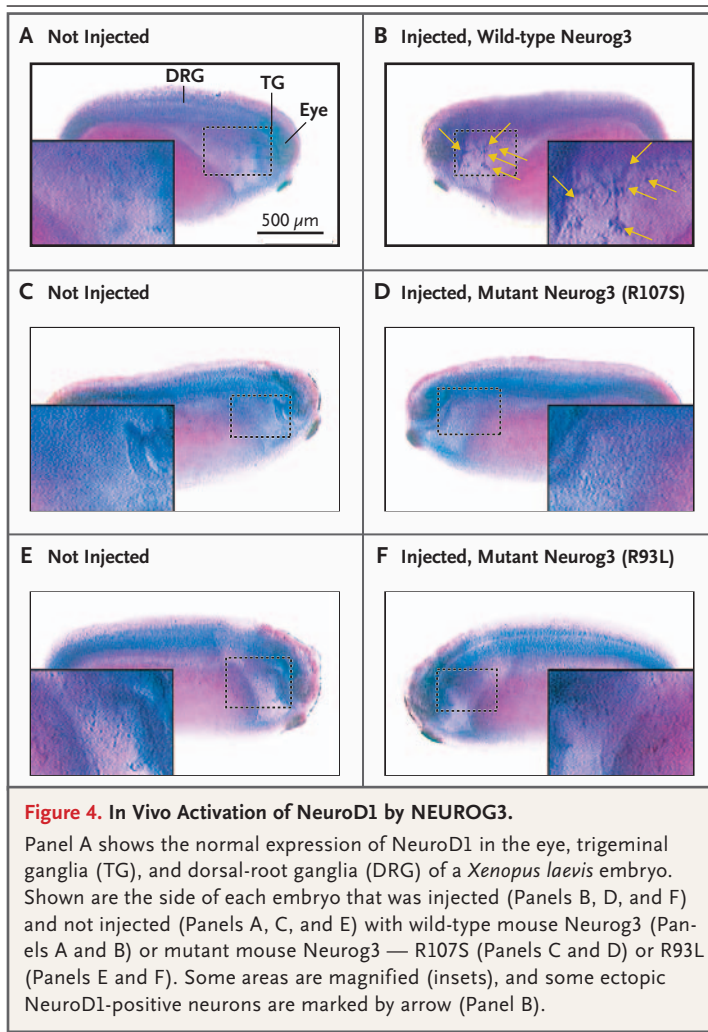 A Not Injected
DRG
TG
Eye
500 µm
B Injected, Wild-type Neurog3
C Not Injected
D Injected, Mutant Neurog3 (R107S)
E Not Injected
F Injected, Mutant Neurog3 (R93L)
Figure 4. In Vivo Activation of NeuroD1 by NEUROG3.
Panel A shows the normal expression of NeuroD1 in the eye, trigeminal
ganglia (TG), and dorsal-root ganglia (DRG) of a Xenopus laevis embryo.
Shown are the side of each embryo that was injected (Panels B, D, and F)
and not injected (Panels A, C, and E) with wild-type mouse Neurog3 (Pan-
els A and B) or mutant mouse Neurog3 — R107S (Panels C and D) or R93L
(Panels E and F). Some areas are magnified (insets), and some ectopic
NeuroD1-positive neurons are marked by arrow (Panel B).